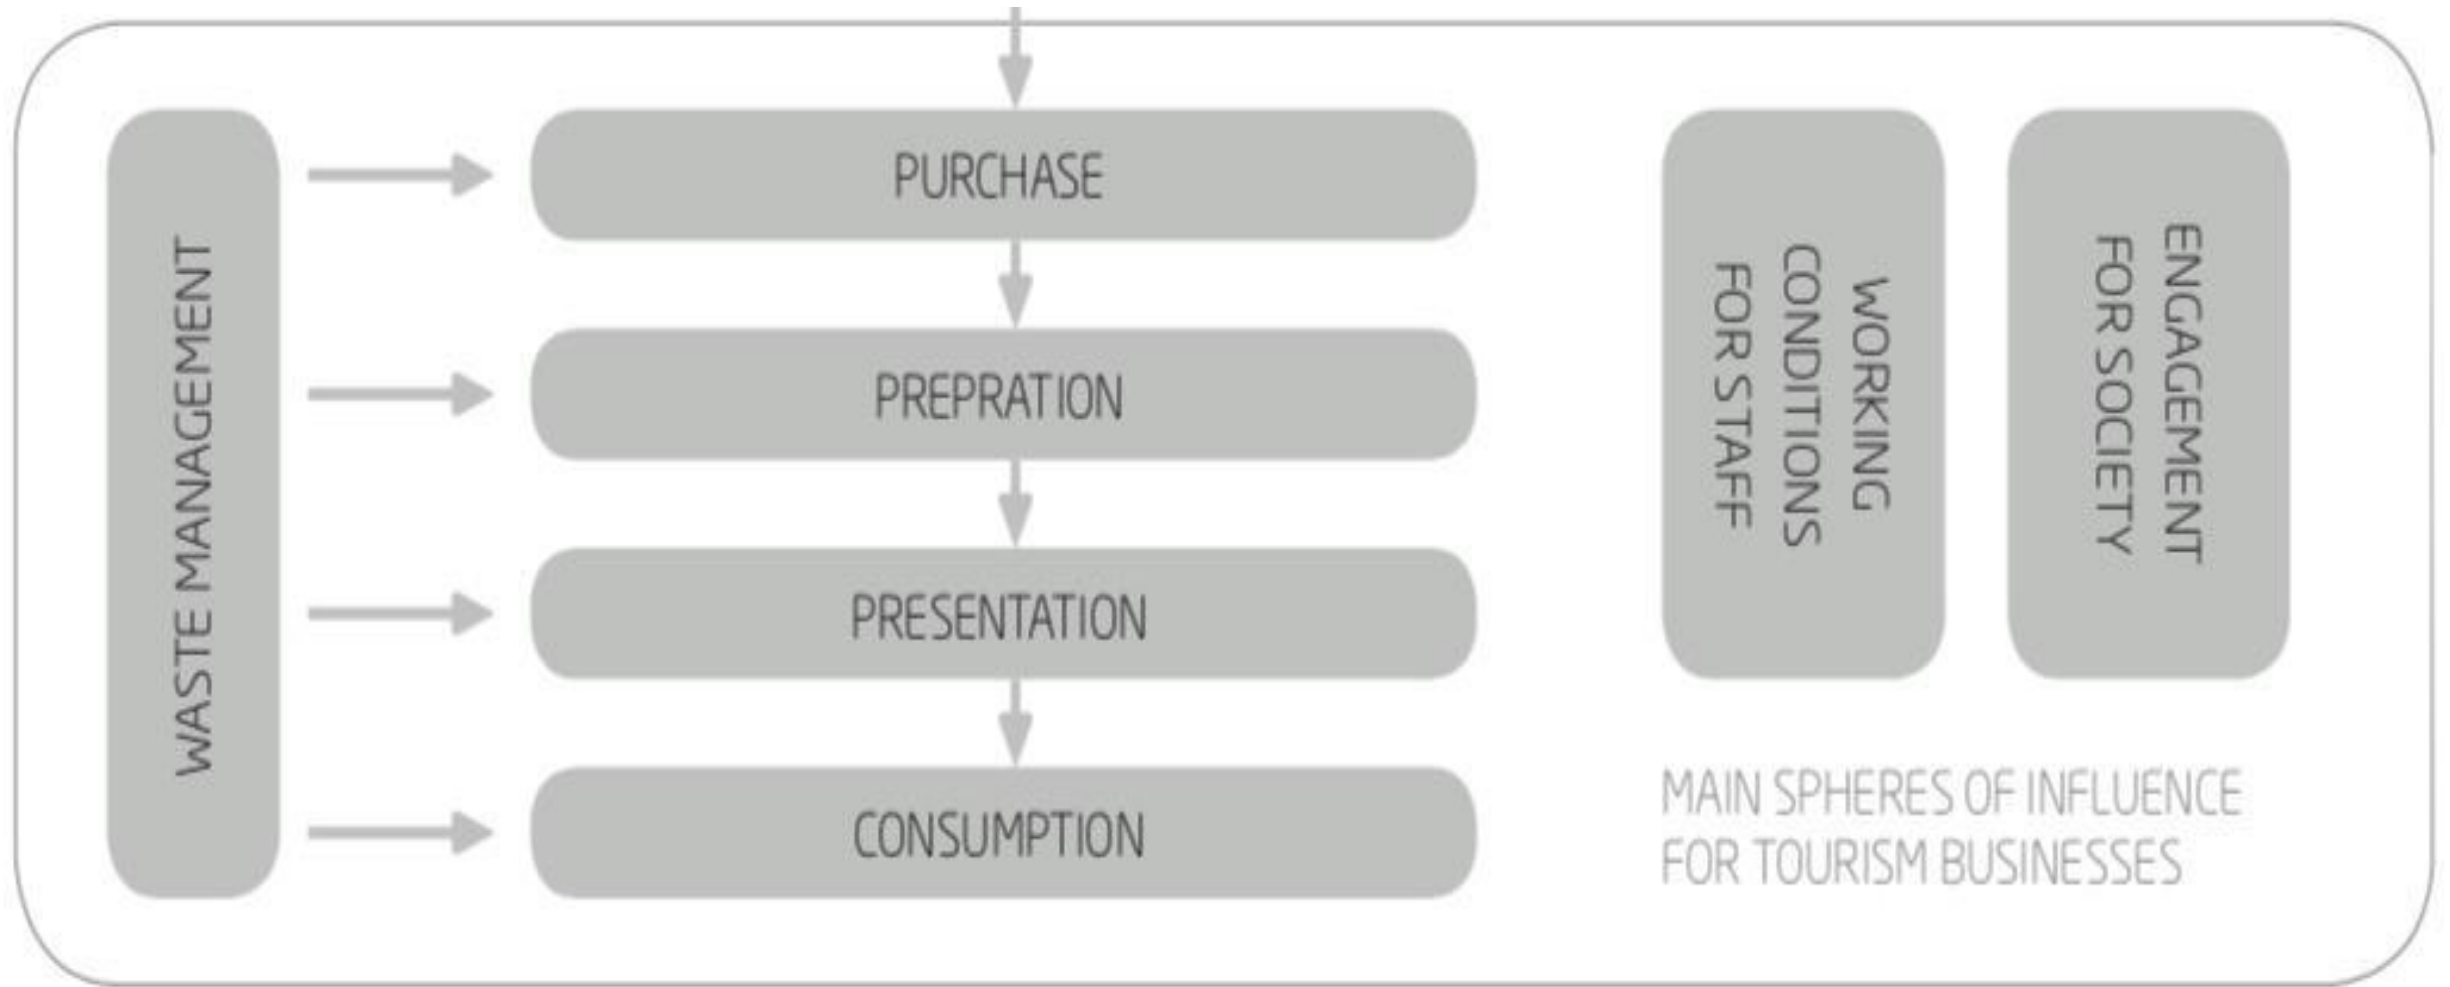 WASTE MANAGEMENT
PURCHASE
PREPRATION
PRESENTATION
CONSUMPTION
WORKING
CONDITIONS
FOR STAFF
ENGAGEMENT
FOR SOCIETY
MAIN SPHERES OF INFLUENCE
FOR TOURISM BUSINESSES